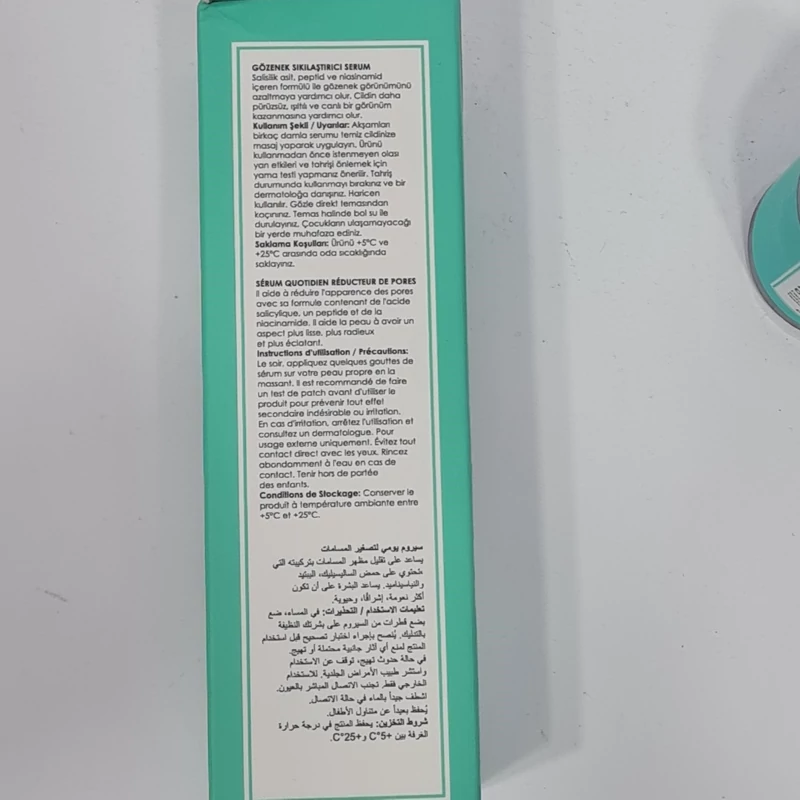 GÖZENEK SIKILAŞTIRICI SERUM
Salisilik asit, peptid ve niasinamid
içeren formülü ile gözenek görünümünü
azaltmaya yardımcı olur. Cildin daha
pürüzsüz, ışıltılı ve canlı bir görünüm
kazanmasına yardımcı olur.
Kullanım Şekli / Uyarılar: Akşamları
birkaç damla serumu temiz cildinize
masaj yaparak uygulayın. Ürünü
kullanmadan önce istenmeyen olası
yan etkileri ve tahrişi önlemek için
yama testi yapmanız önerilir. Tahriş
durumunda kullanmayı bırakınız ve bir
dermatoloğa danışınız. Haricen
kullanılır. Gözle direkt temasından
kaçınınız. Temas halinde bol su ile
durulayınız. Çocukların ulaşamayacağı
bir yerde muhafaza ediniz.
Saklama Koşulları: Ürünü +5°C ve
+25°C arasında oda sıcaklığında
saklayınız.
SÉRUM QUOTIDIEN RÉDUCTEUR DE PORES
Il aide à réduire l'apparence des pores
avec sa formule contenant de l'acide
salicylique, un peptide et de la
niacinamide. Il aide la peau à avoir un
aspect plus lisse, plus radieux
et plus éclatant.
Instructions d'utilisation / Précautions:
Le soir, appliquez quelques gouttes de
sérum sur votre peau propre en la
massant. Il est recommandé de faire
un test de patch avant d'utiliser le
produit pour prévenir tout effet
secondaire indésirable ou irritation.
En cas d'irritation, arrêtez l'utilisation et
consultez un dermatologue. Pour
usage externe uniquement. Évitez tout
contact direct avec les yeux. Rincez
abondamment à l'eau en cas de
contact. Tenir hors de portée
des enfants.
Conditions de Stockage: Conserver le
produit à température ambiante entre
+5°C et +25°C.
سيروم يومي لتصغير المسامات
يساعد على تقليل مظهر المسامات بتركيبته التي
تحتوي على حمض الساليسيليك، الببتيد
والنياسيناميد. يساعد البشرة على أن تكون
أكثر نعومة، إشراقًا، وحيوية.
تعليمات الاستخدام / التحذيرات: في المساء، ضع
بضع قطرات من السيروم على بشرتك النظيفة
بالتدليك. يُنصح بإجراء اختبار تصحيح قبل استخدام
المنتج لمنع أي آثار جانبية محتملة أو تهيج.
في حالة حدوث تهيج، توقف عن الاستخدام
واستشر طبيب الأمراض الجلدية. للاستخدام
الخارجي فقط. تجنب الاتصال المباشر بالعيون.
اشطف جيداً بالماء في حالة الاتصال.
يُحفظ بعيداً عن متناول الأطفال.
شروط التخزين: يحفظ المنتج في درجة حرارة
الغرفة بين +5°C و+25°C.